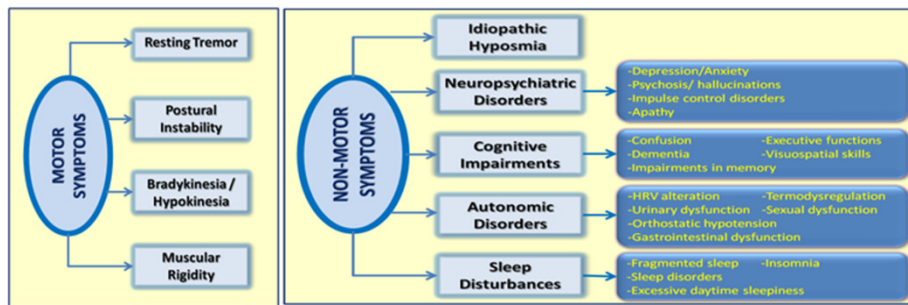 MOTOR
SYMPTOMS
Resting Tremor
Postural
Instability
Bradykinesia /
Hypokinesia
Muscular
Rigidity
NON-MOTOR
SYMPTOMS
Idiopathic
Hyposmia
Neuropsychiatric
Disorders
-Depression/Anxiety
-Psychosis/ hallucinations
-Impulse control disorders
-Apathy
Cognitive
Impairments
-Confusion -Executive functions
-Dementia -Visuospatial skills
-Impairments in memory
Autonomic
Disorders
-HRV alteration -Termodysregulation
-Urinary dysfunction -Sexual dysfunction
-Orthostatic hypotension
-Gastrointestinal dysfunction
Sleep
Disturbances
-Fragmented sleep -Insomnia
-Sleep disorders
-Excessive daytime sleepiness